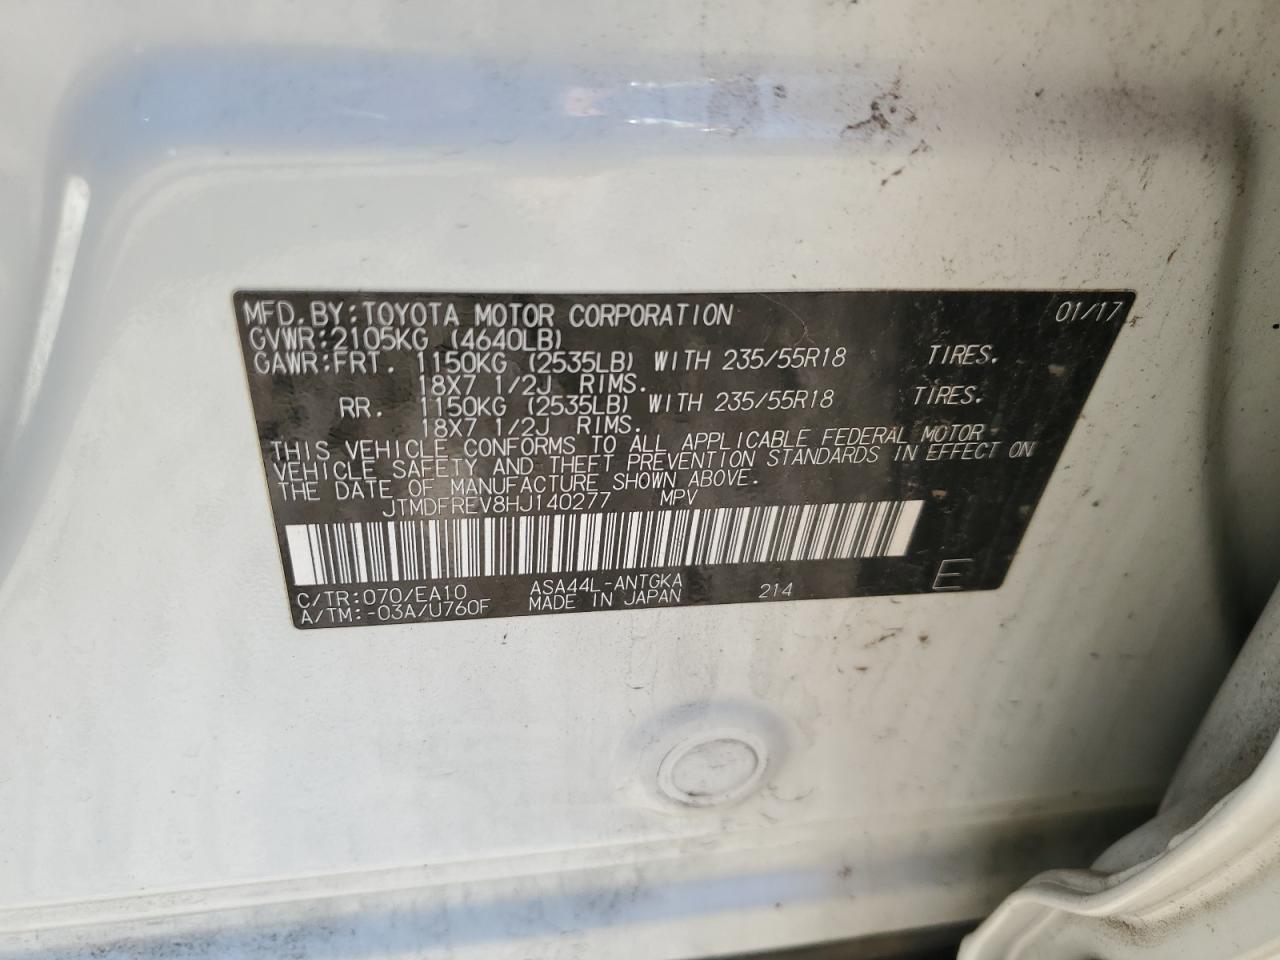 MFD. BY: TOYOTA MOTOR CORPORATION 01/17
GVWR: 2105KG (4640LB)
GAWR: FRT. 1150KG (2535LB) WITH 235/55R18 TIRES.
18X7 1/2J RIMS.
RR. 1150KG (2535LB) WITH 235/55R18 TIRES.
18X7 1/2J RIMS.
THIS VEHICLE CONFORMS TO ALL APPLICABLE FEDERAL MOTOR
VEHICLE SAFETY AND THEFT PREVENTION STANDARDS IN EFFECT ON
THE DATE OF MANUFACTURE SHOWN ABOVE.
JTMDFREV8HJ140277 MPV
C/TR: 070/EA10 ASA44L-ANTGKA 214 E
A/TM: -03A/U760F MADE IN JAPAN